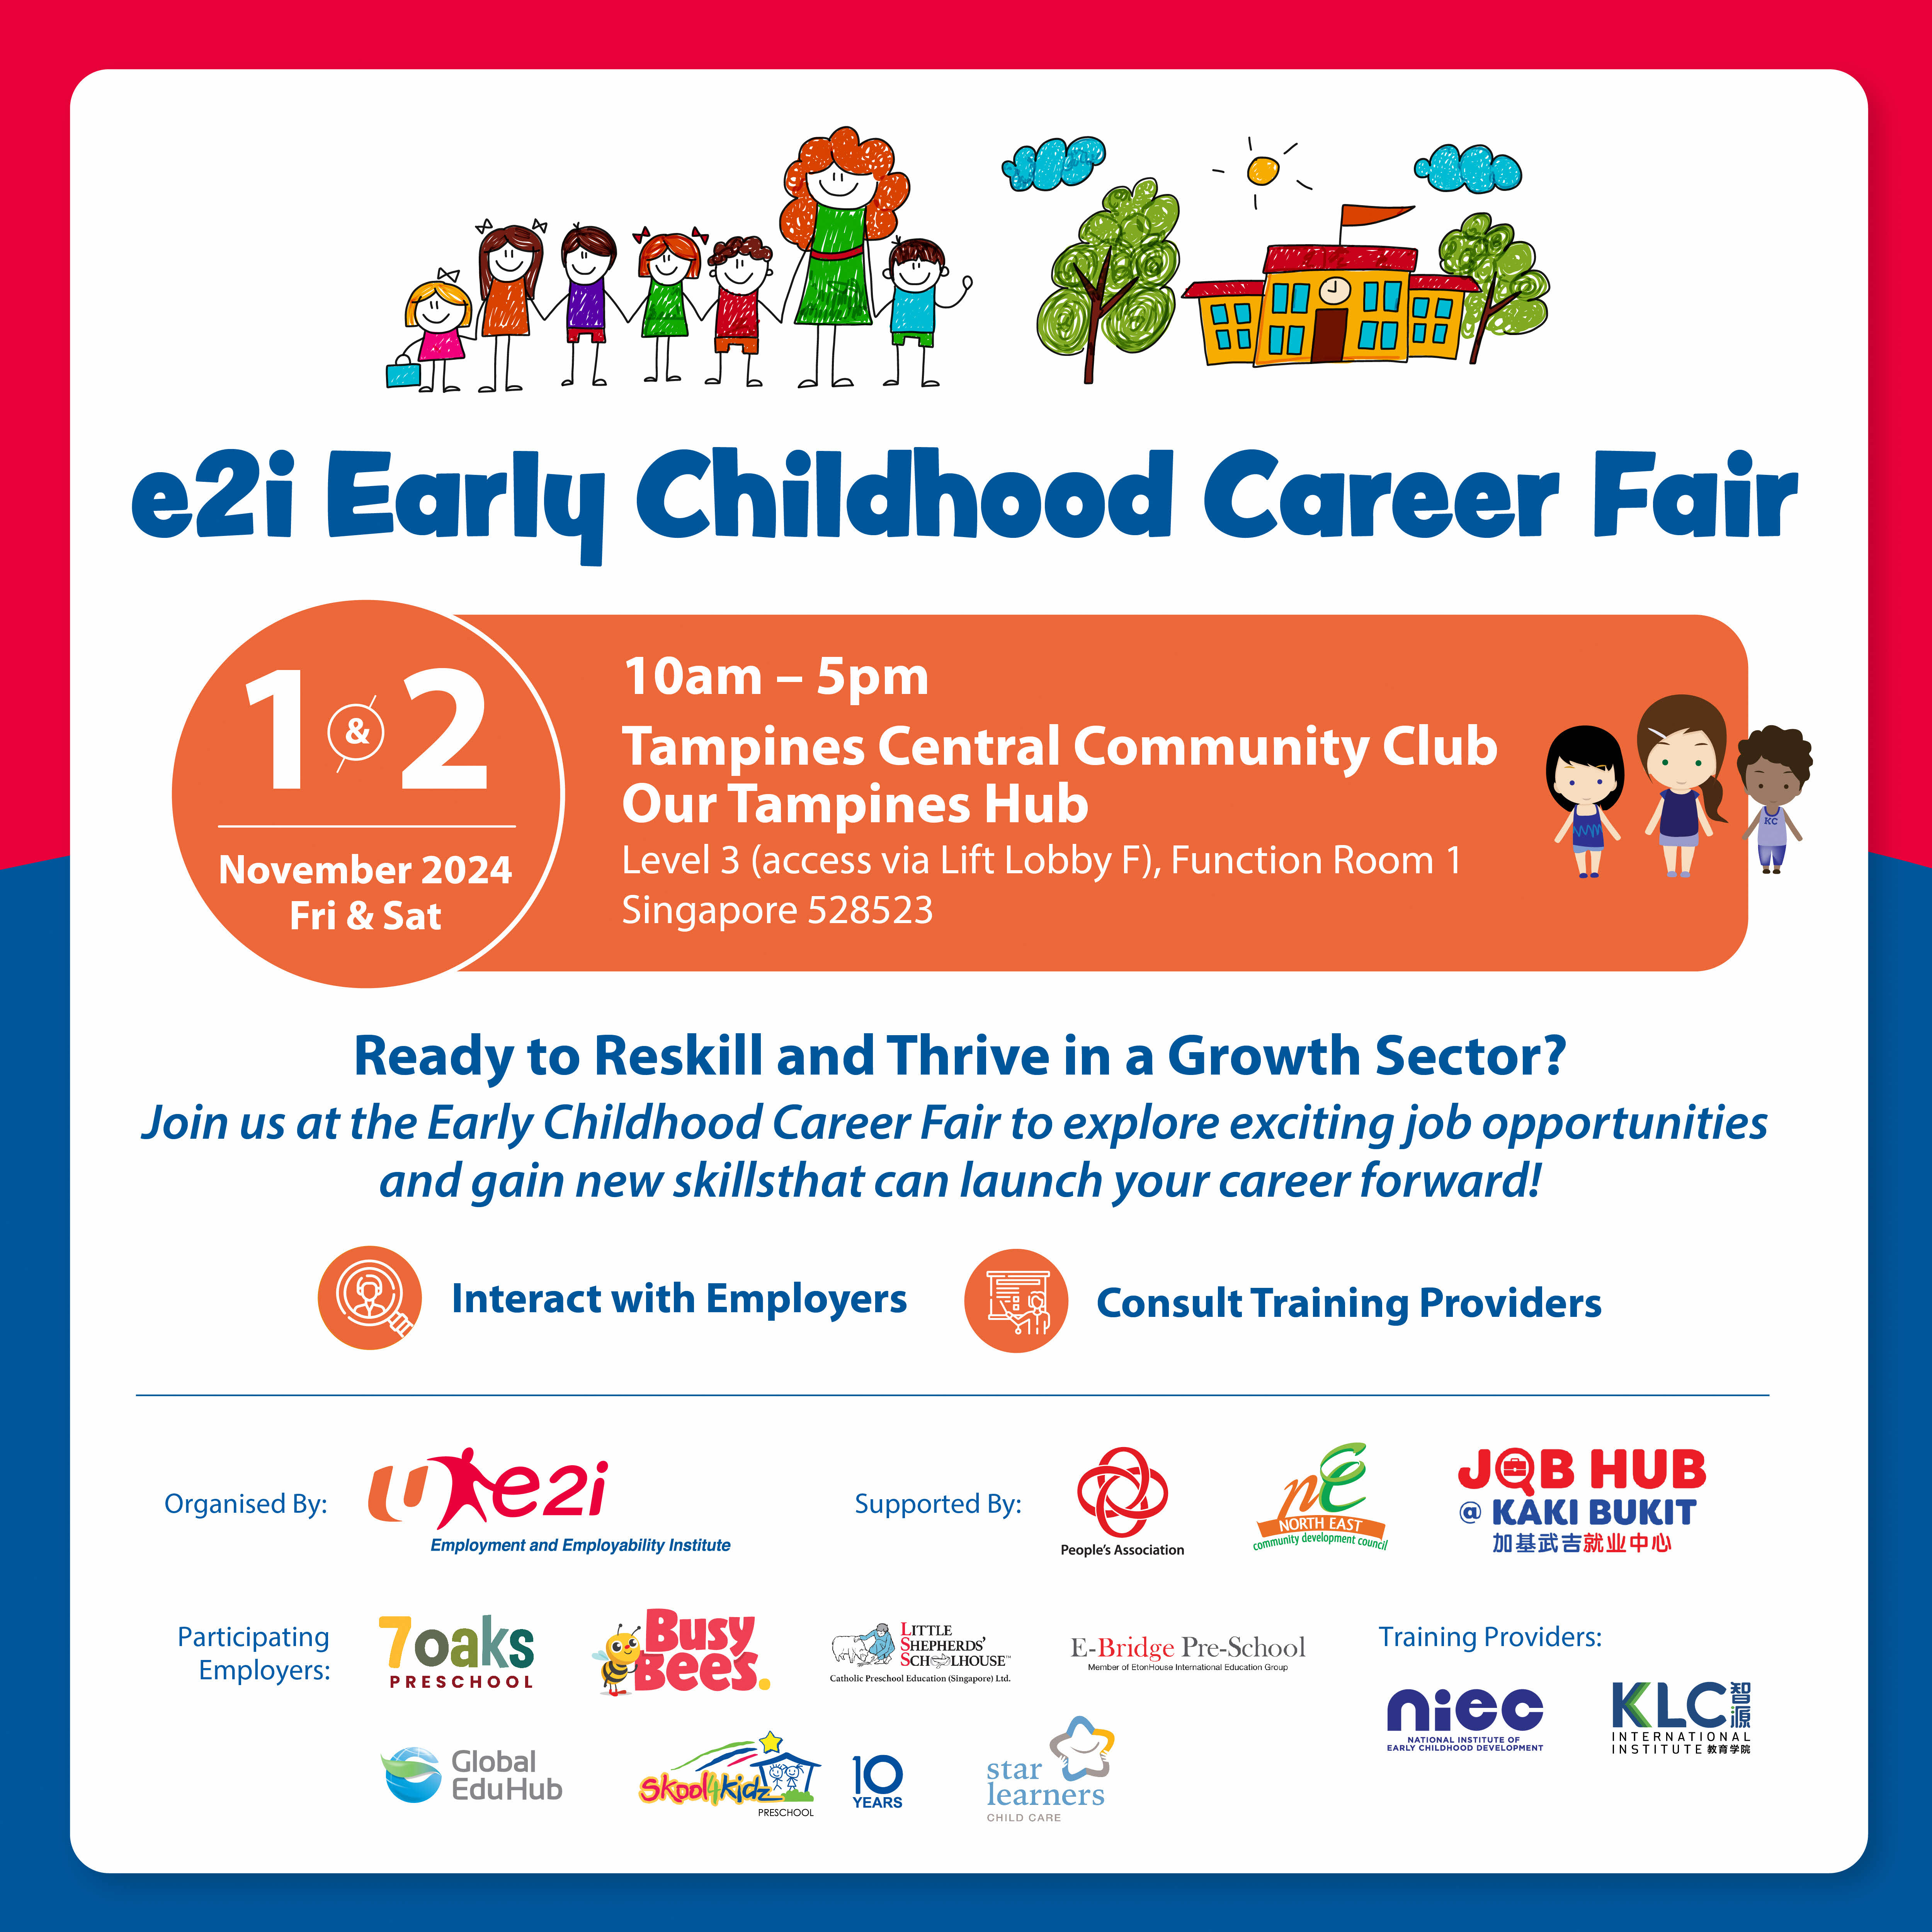 e2i Early Childhood Career Fair
1 & 2
November 2024
Fri & Sat
10am – 5pm
Tampines Central Community Club
Our Tampines Hub
Level 3 (access via Lift Lobby F), Function Room 1
Singapore 528523
KC
Ready to Reskill and Thrive in a Growth Sector?
Join us at the Early Childhood Career Fair to explore exciting job opportunities
and gain new skillsthat can launch your career forward!
Interact with Employers
Consult Training Providers
Organised By:
U e2i
Employment and Employability Institute
Supported By:
People's Association
nE
NORTH EAST
community development council
JOB HUB
@ KAKI BUKIT
加基武吉就业中心
Participating
Employers:
7oaks
PRESCHOOL
Busy
Bees.
LITTLE
SHEPHERDS'
SCHOOLHOUSE™
Catholic Preschool Education (Singapore) Ltd.
E-Bridge Pre-School
Member of EtonHouse International Education Group
Global
EduHub
Skool4kidz
PRESCHOOL
10
YEARS
star
learners
CHILD CARE
Training Providers:
niec
NATIONAL INSTITUTE OF
EARLY CHILDHOOD DEVELOPMENT
KLC智源
INTERNATIONAL
INSTITUTE 教育学院